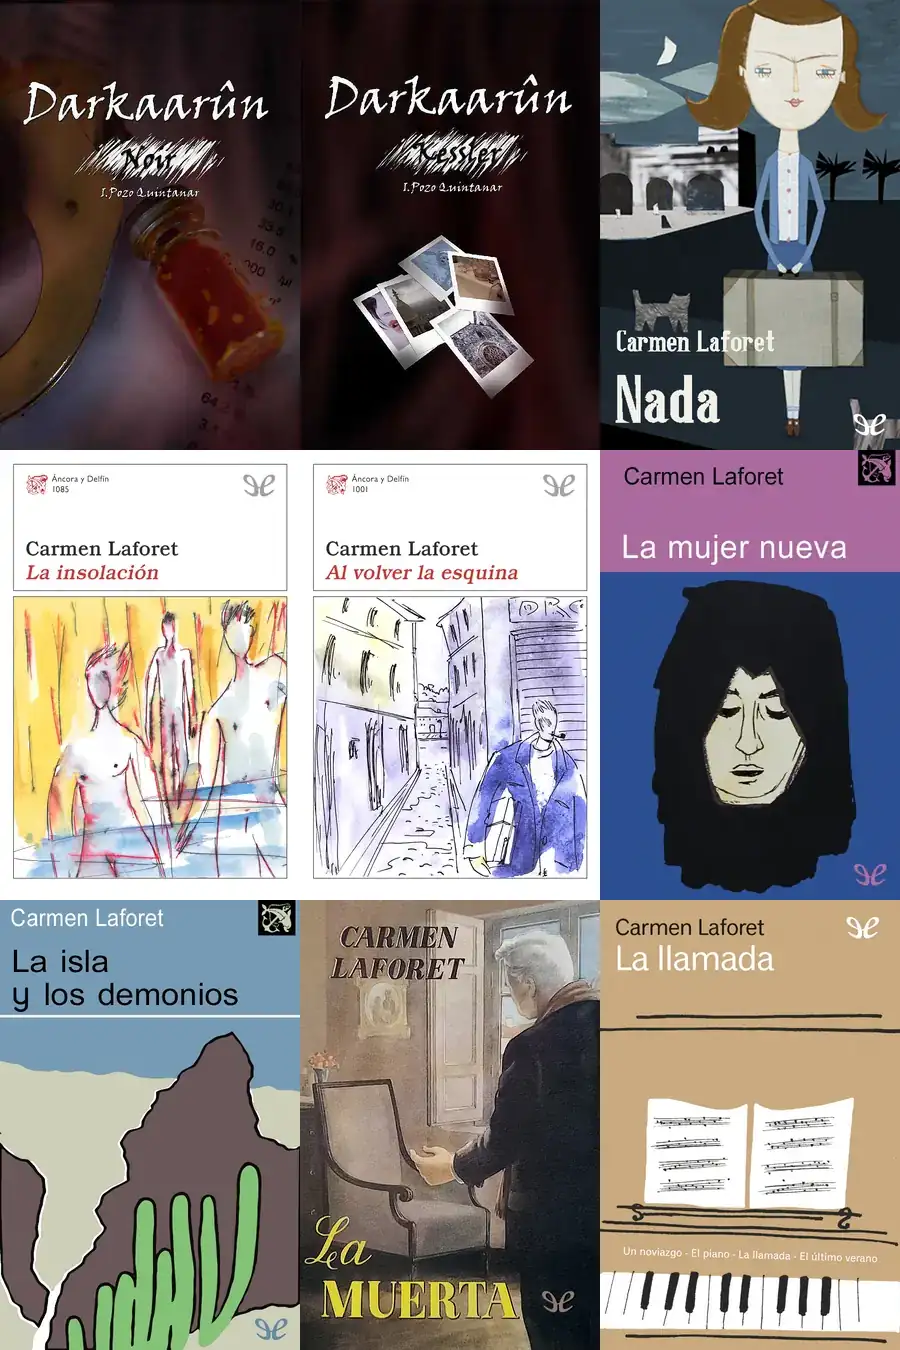 Darkaarûn
Noir
I.Pozo Quintanar
Darkaarûn
Kessler
I.Pozo Quintanar
Carmen Laforet
Nada
Áncora y Delfín
1085
Carmen Laforet
La insolación
Áncora y Delfín
1001
Carmen Laforet
Al volver la esquina
Carmen Laforet
La mujer nueva
Carmen Laforet
La isla
y los demonios
CARMEN
LAFORET
La
MUERTA
Carmen Laforet
La llamada
Un noviazgo - El piano - La llamada - El último verano